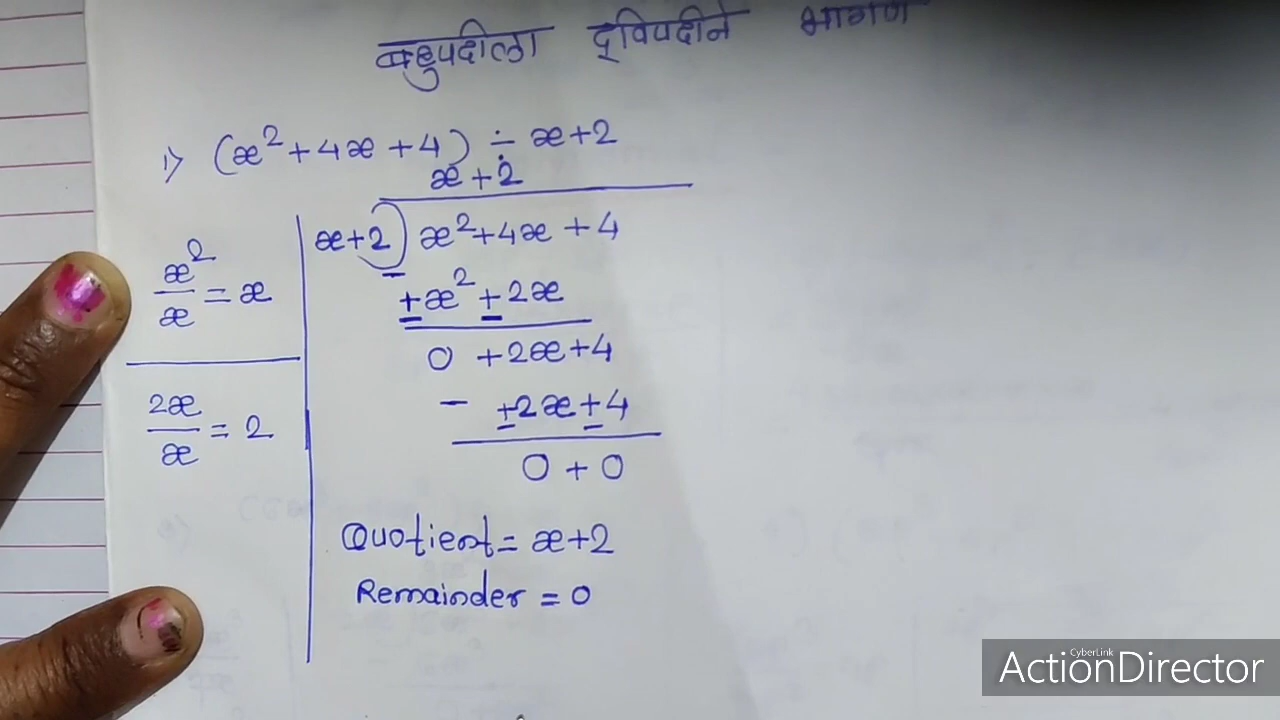 बहुपदीला द्विपदीने भागणे
1) (x² + 4x + 4) ÷ x + 2
x + 2
x + 2 ) x² + 4x + 4
x²/x = x
- + x² + 2x
0 + 2x + 4
2x/x = 2
- + 2x + 4
0 + 0
Quotient = x + 2
Remainder = 0
CyberLink
ActionDirector